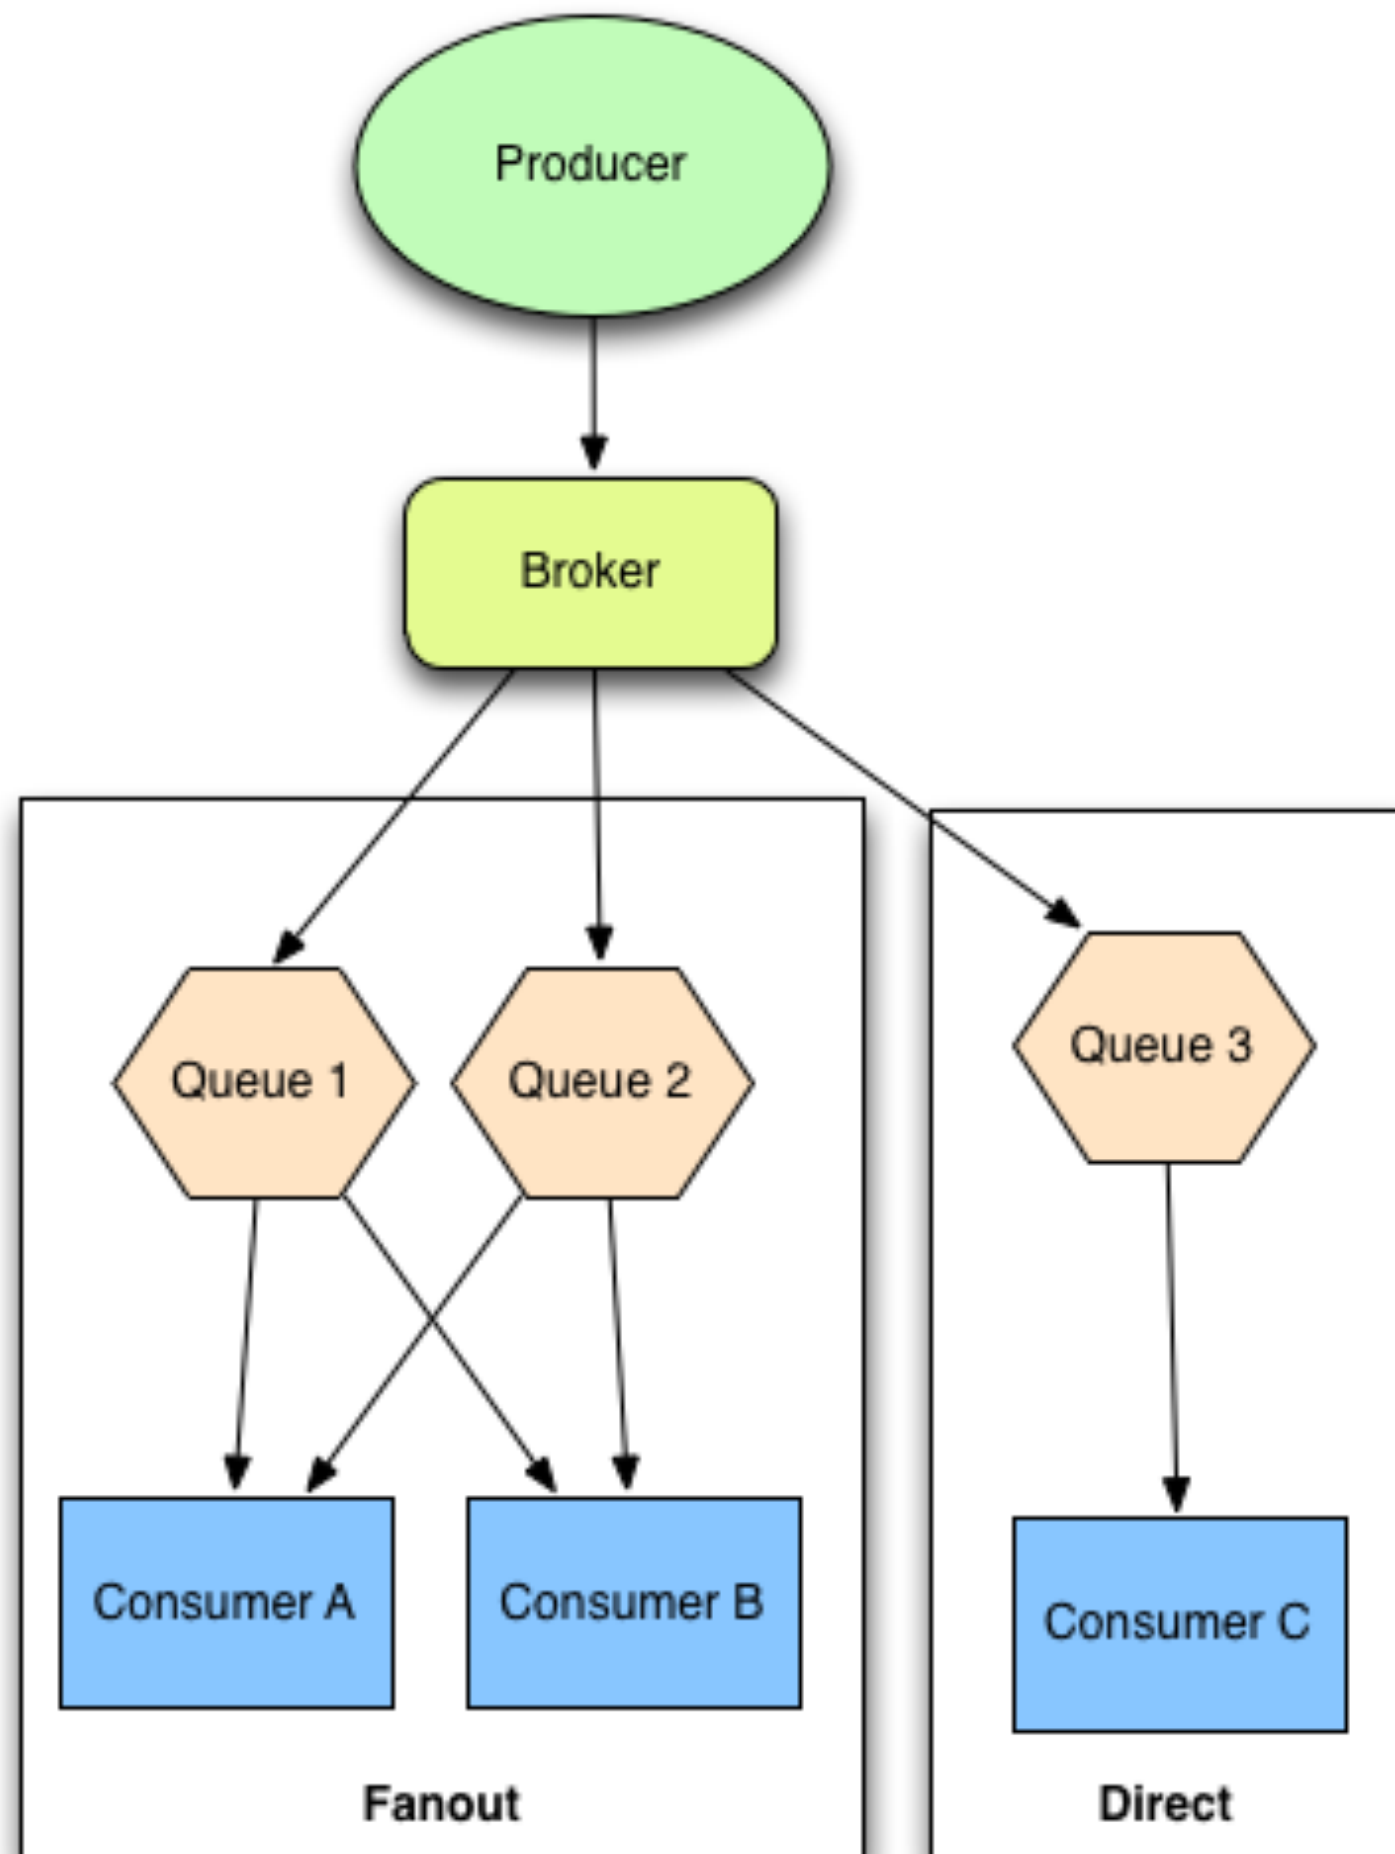 Producer
Broker
Queue 1
Queue 2
Queue 3
Consumer A
Consumer B
Consumer C
Fanout
Direct